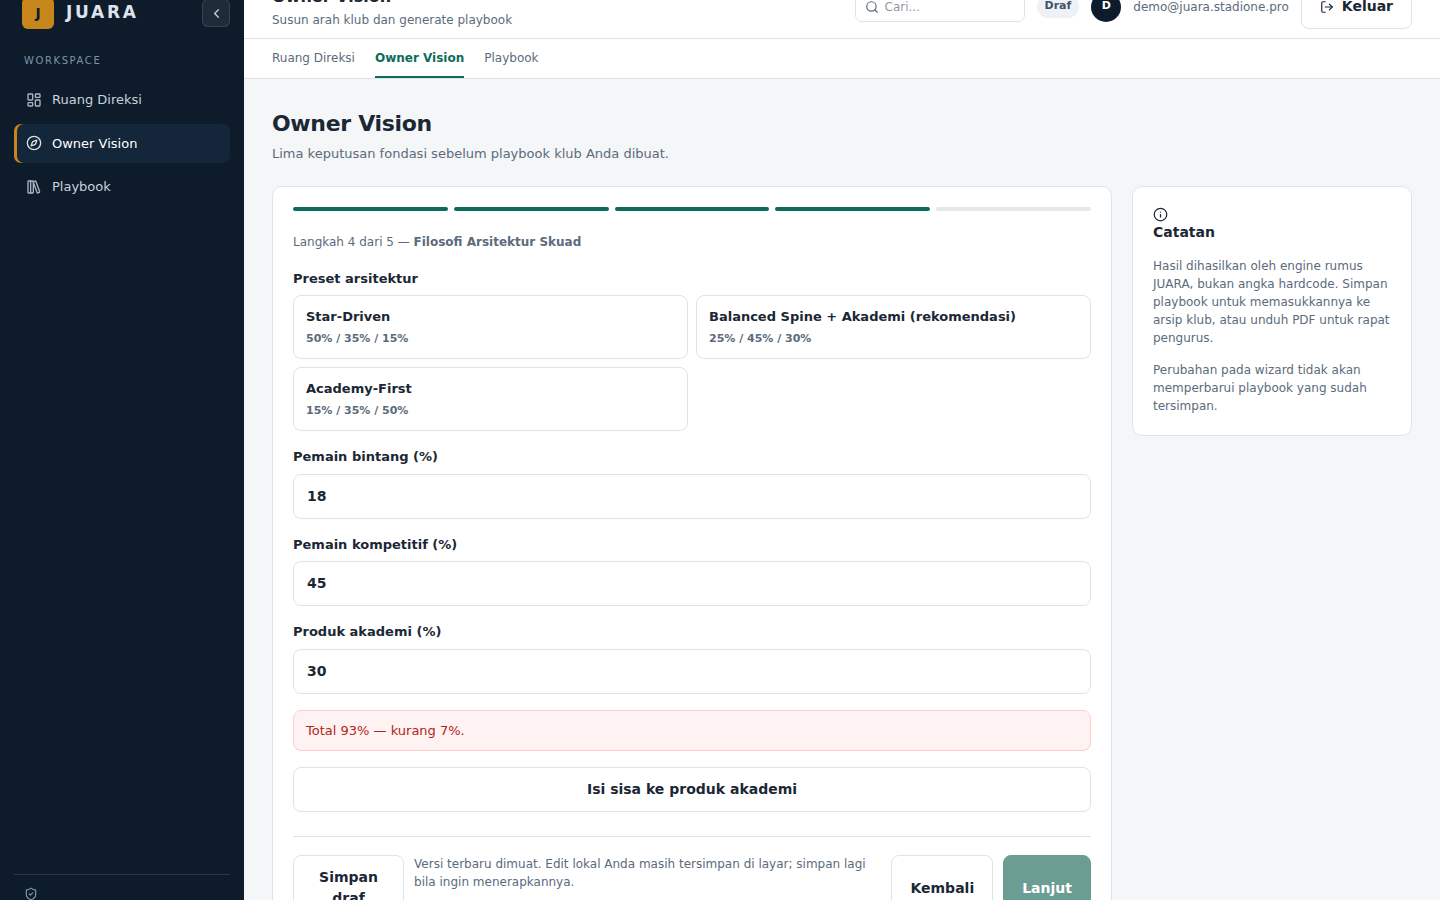 J JUARA
WORKSPACE
Ruang Direksi
Owner Vision
Playbook
Susun arah klub dan generate playbook
Cari...
Draf
D
demo@juara.stadione.pro
Keluar
Ruang Direksi
Owner Vision
Playbook
Owner Vision
Lima keputusan fondasi sebelum playbook klub Anda dibuat.
Langkah 4 dari 5 — Filosofi Arsitektur Skuad
Preset arsitektur
Star-Driven
50% / 35% / 15%
Balanced Spine + Akademi (rekomendasi)
25% / 45% / 30%
Academy-First
15% / 35% / 50%
Pemain bintang (%)
18
Pemain kompetitif (%)
45
Produk akademi (%)
30
Total 93% — kurang 7%.
Isi sisa ke produk akademi
Simpan
draf
Versi terbaru dimuat. Edit lokal Anda masih tersimpan di layar; simpan lagi
bila ingin menerapkannya.
Kembali
Lanjut
Catatan
Hasil dihasilkan oleh engine rumus
JUARA, bukan angka hardcode. Simpan
playbook untuk memasukkannya ke
arsip klub, atau unduh PDF untuk rapat
pengurus.
Perubahan pada wizard tidak akan
memperbarui playbook yang sudah
tersimpan.